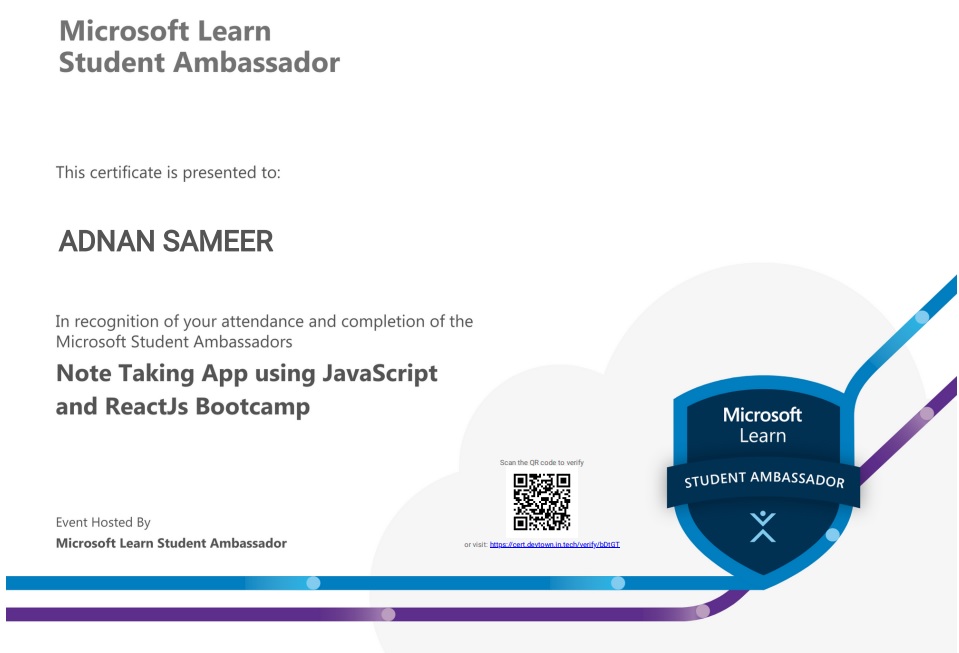 Microsoft Learn
Student Ambassador
This certificate is presented to:
ADNAN SAMEER
In recognition of your attendance and completion of the
Microsoft Student Ambassadors
Note Taking App using JavaScript
and ReactJs Bootcamp
Scan the QR code to verify
or visit: https://cert.devtown.in.tech/verify/bDtGT
Event Hosted By
Microsoft Learn Student Ambassador
Microsoft
Learn
STUDENT AMBASSADOR